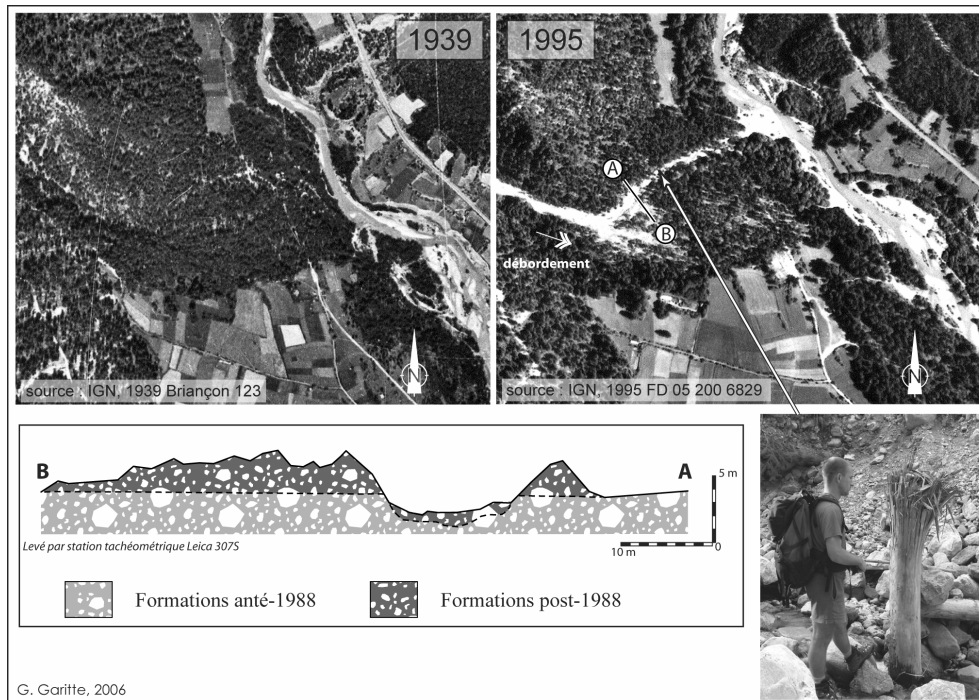 1939
1995
A
B
débordement
N
N
source : IGN, 1939 Briançon 123
source : IGN, 1995 FD 05 200 6829
B
A
5 m
0
10 m
Levé par station tachéométrique Leica 307S
Formations anté-1988
Formations post-1988
G. Garitte, 2006